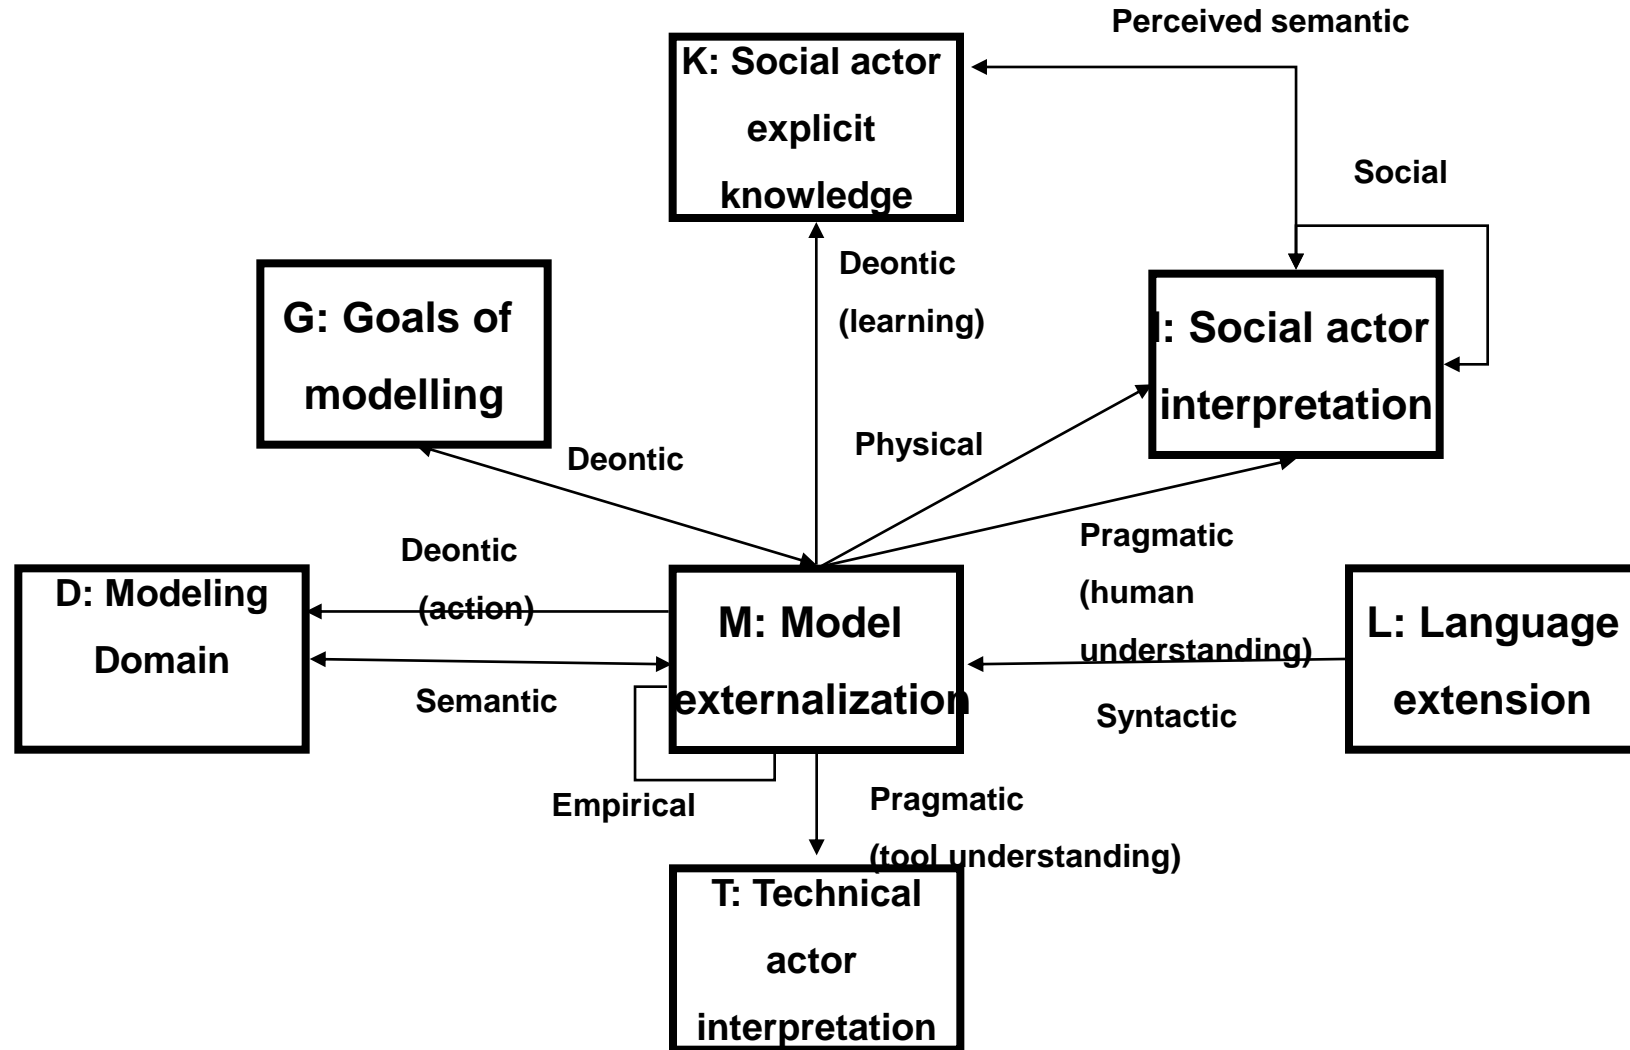 Perceived semantic
K: Social actor
explicit
knowledge
Social
Deontic
(learning)
G: Goals of
modelling
I: Social actor
interpretation
Physical
Deontic
Deontic
(action)
Pragmatic
(human
understanding)
D: Modeling
Domain
M: Model
externalization
L: Language
extension
Semantic
Syntactic
Empirical
Pragmatic
(tool understanding)
T: Technical
actor
interpretation